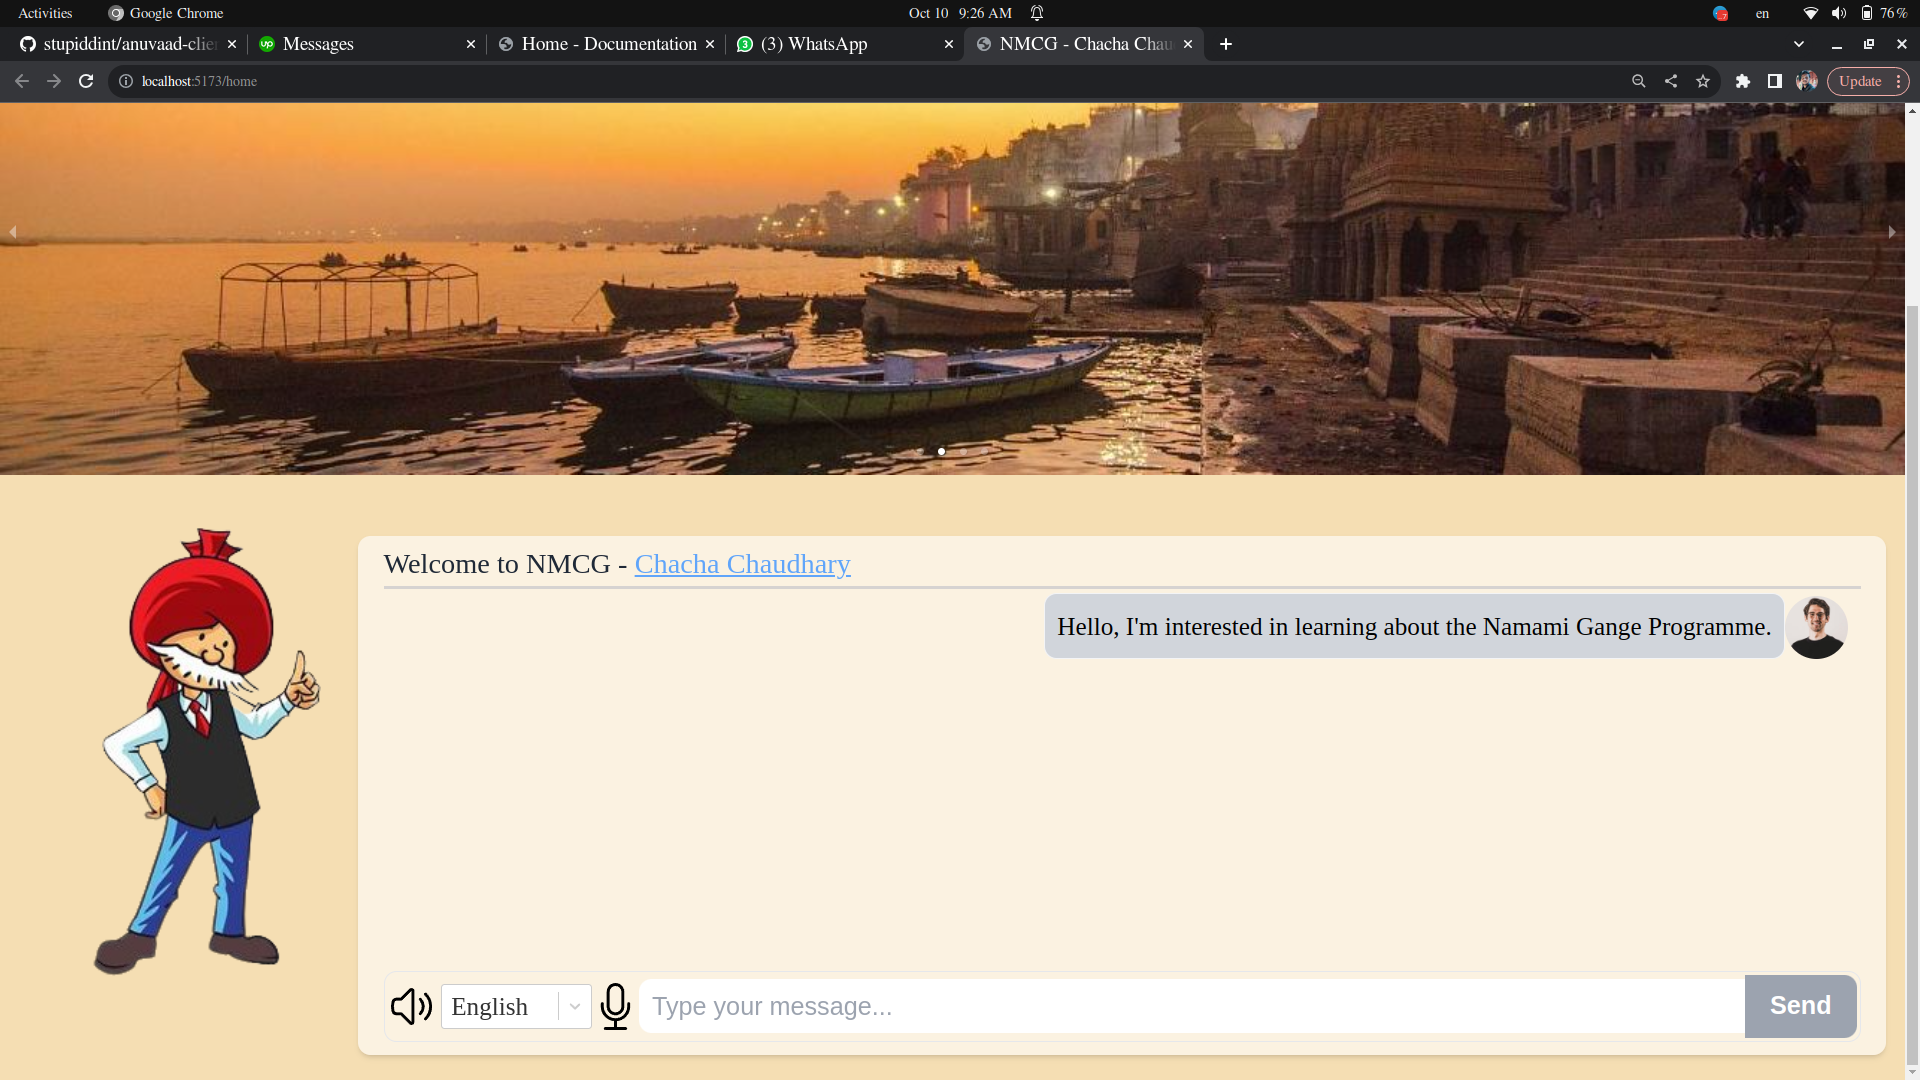 Activities Google Chrome Oct 10 9:26 AM en 76%
stupiddint/anuvaad-clie Messages Home - Documentation (3) WhatsApp NMCG - Chacha Chau
localhost:5173/home Update
Welcome to NMCG - Chacha Chaudhary
Hello, I'm interested in learning about the Namami Gange Programme.
English Type your message... Send